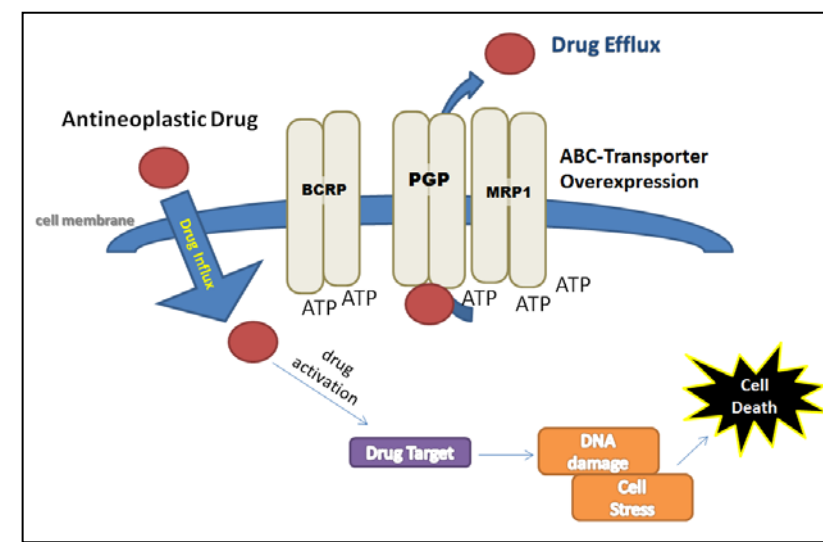 Drug Efflux
Antineoplastic Drug
ABC-Transporter
Overexpression
BCRP
PGP
MRP1
cell membrane
Drug Influx
ATP
ATP
ATP
ATP
ATP
drug
activation
Cell
Death
Drug Target
DNA
damage
Cell
Stress